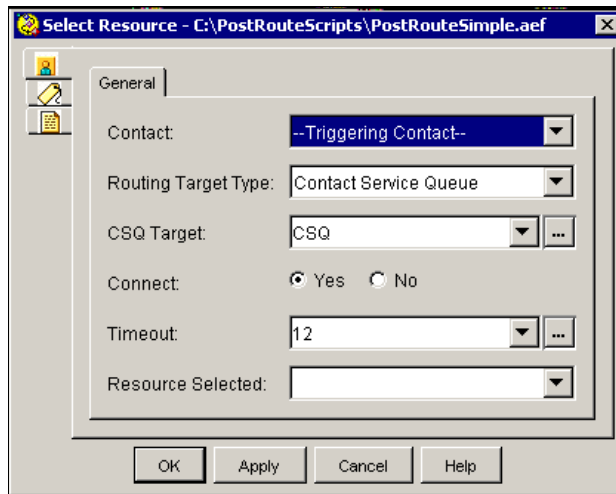 Select Resource - C:\PostRouteScripts\PostRouteSimple.aef
General
Contact: --Triggering Contact--
Routing Target Type: Contact Service Queue
CSQ Target: CSQ ...
Connect: Yes No
Timeout: 12 ...
Resource Selected:
OK Apply Cancel Help